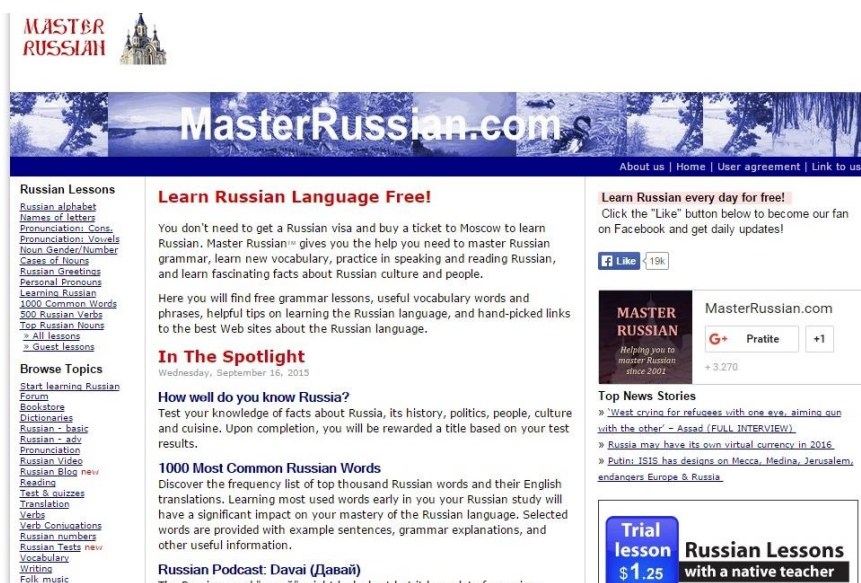 MASTER
RUSSIAN
MasterRussian.com
About us | Home | User agreement | Link to us
Russian Lessons
Russian alphabet
Names of letters
Pronunciation: Cons.
Pronunciation: Vowels
Noun Gender/Number
Cases of Nouns
Russian Greetings
Personal Pronouns
Learning Russian
1000 Common Words
500 Russian Verbs
Top Russian Nouns
» All lessons
» Guest lessons
Browse Topics
Start learning Russian
Forum
Bookstore
Dictionaries
Russian - basic
Russian - adv
Pronunciation
Russian Video
Russian Blog new
Reading
Test & quizzes
Translation
Verbs
Verb Conjugations
Russian numbers
Russian Tests new
Vocabulary
Writing
Folk music
Learn Russian Language Free!
You don't need to get a Russian visa and buy a ticket to Moscow to learn
Russian. Master Russian™ gives you the help you need to master Russian
grammar, learn new vocabulary, practice in speaking and reading Russian,
and learn fascinating facts about Russian culture and people.
Here you will find free grammar lessons, useful vocabulary words and
phrases, helpful tips on learning the Russian language, and hand-picked links
to the best Web sites about the Russian language.
In The Spotlight
Wednesday, September 16, 2015
How well do you know Russia?
Test your knowledge of facts about Russia, its history, politics, people, culture
and cuisine. Upon completion, you will be rewarded a title based on your test
results.
1000 Most Common Russian Words
Discover the frequency list of top thousand Russian words and their English
translations. Learning most used words early in you your Russian study will
have a significant impact on your mastery of the Russian language. Selected
words are provided with example sentences, grammar explanations, and
other useful information.
Russian Podcast: Davai (Давай)
Learn Russian every day for free!
Click the "Like" button below to become our fan
on Facebook and get daily updates!
Like 19k
MASTER
RUSSIAN
Helping you to
master Russian
since 2001
MasterRussian.com
G+ Pratite +1
+ 3.270
Top News Stories
» `West crying for refugees with one eye, aiming gun
with the other' – Assad (FULL INTERVIEW)
» Russia may have its own virtual currency in 2016
» Putin: ISIS has designs on Mecca, Medina, Jerusalem,
endangers Europe & Russia
Trial
lesson
$1.25
Russian Lessons
with a native teacher